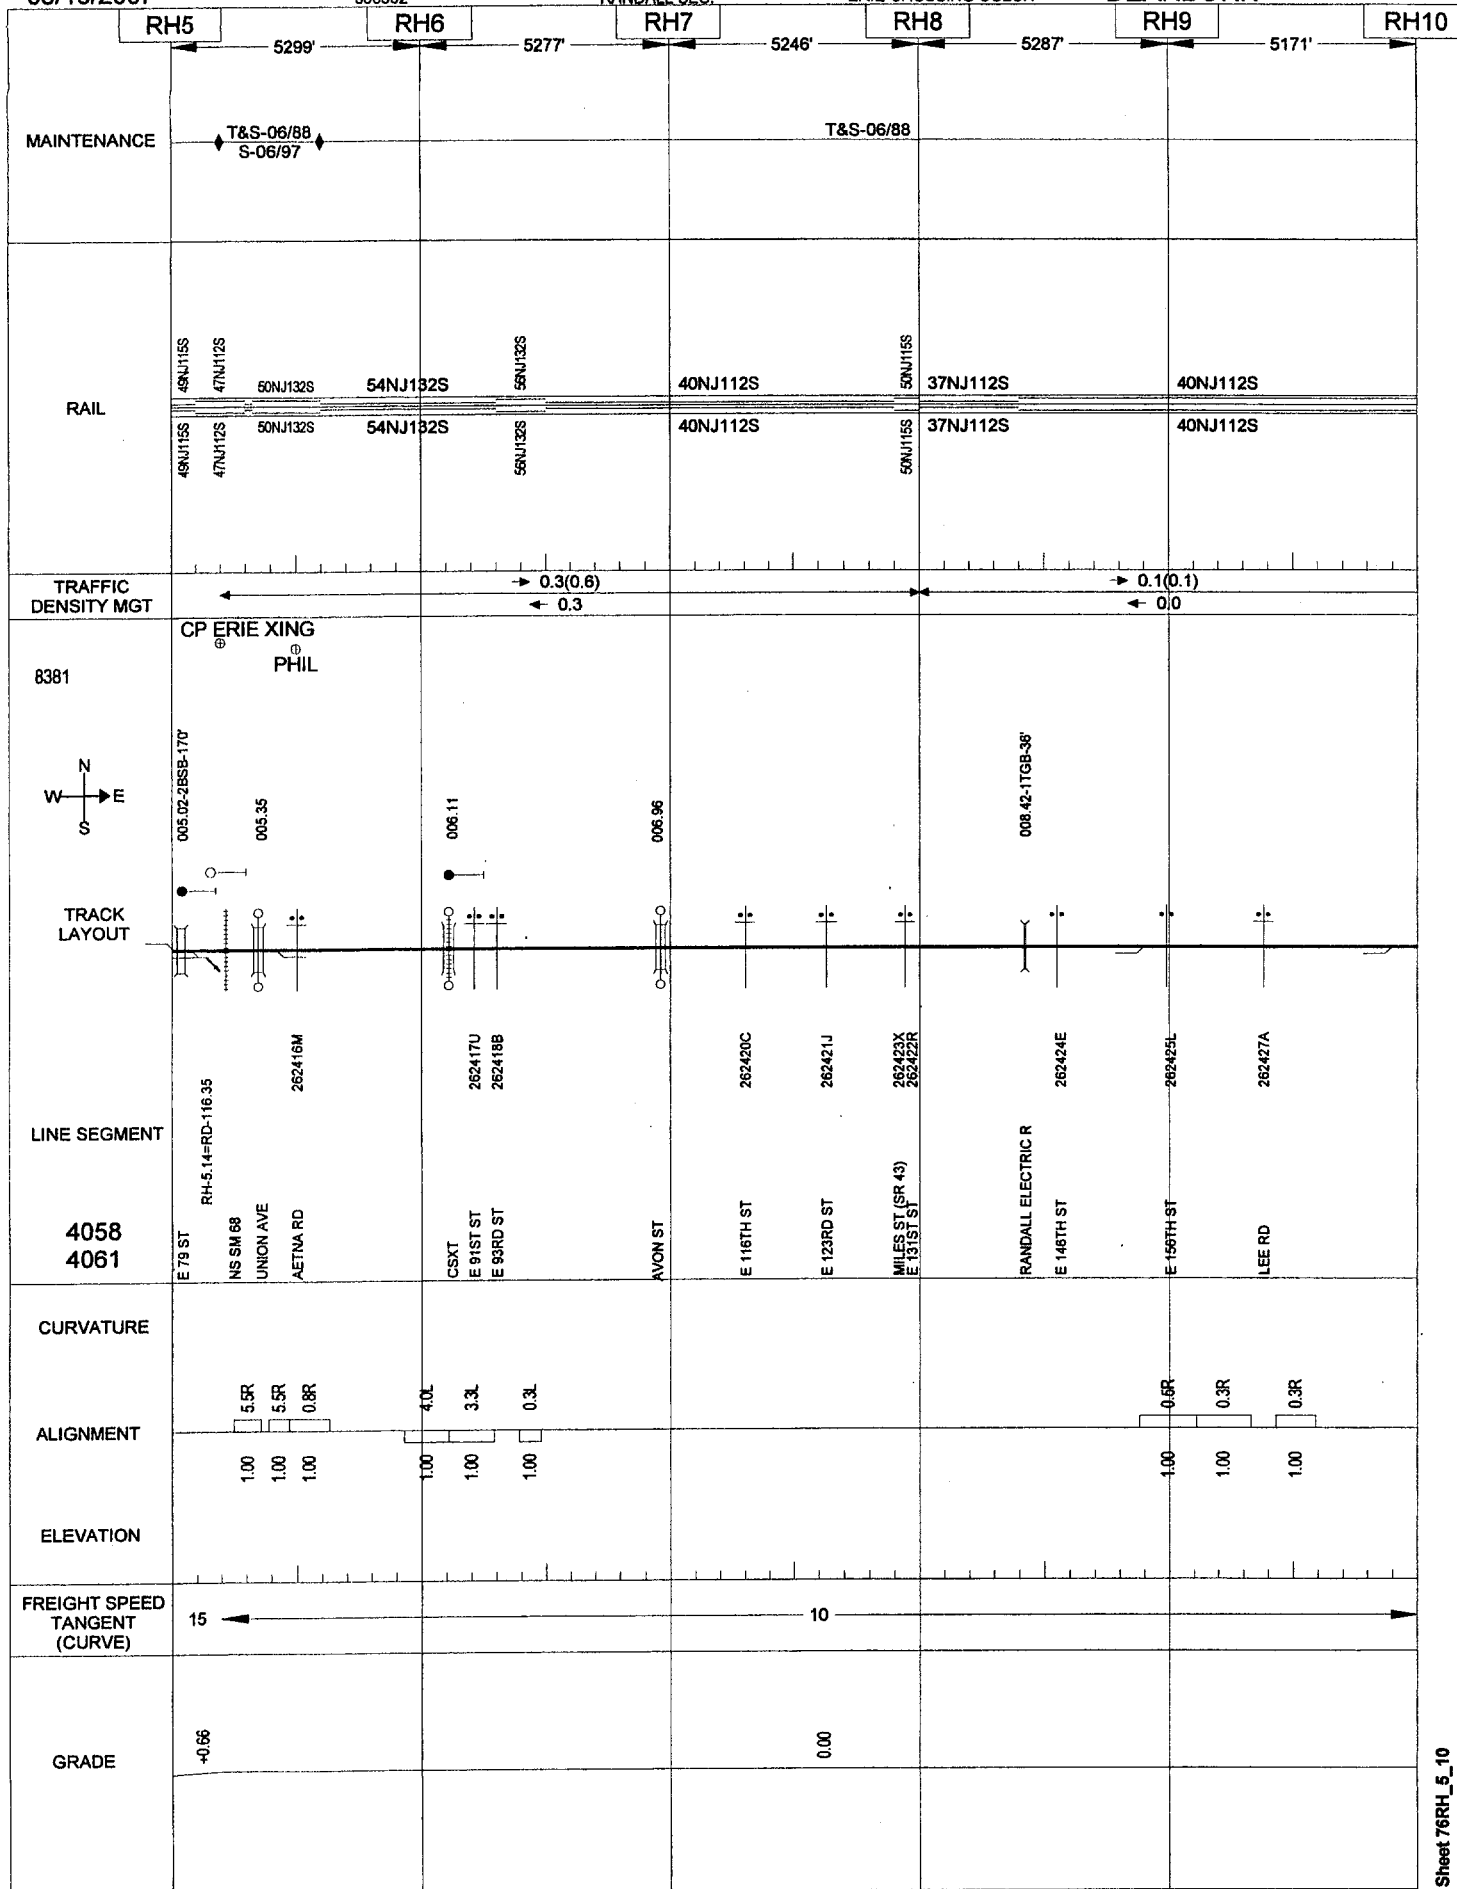 RH5 RH6 RH7 RH8 RH9 RH10
5299' 5277' 5246' 5287' 5171'
MAINTENANCE
T&S-06/88
S-06/97
T&S-06/88
RAIL
49NJ115S 47NJ112S 50NJ132S 54NJ132S 56NJ132S 40NJ112S 50NJ115S 37NJ112S 40NJ112S
49NJ115S 47NJ112S 50NJ132S 54NJ132S 56NJ132S 40NJ112S 50NJ115S 37NJ112S 40NJ112S
TRAFFIC
DENSITY MGT
0.3(0.6) 0.1(0.1)
0.3 0.0
CP ERIE XING
PHIL
8381
N
W E
S
005.02-2BSB-170'
005.35
006.11
006.96
008.42-1TGB-36'
TRACK
LAYOUT
262416M
262417U
262418B
262420C
262421J
262423X
262422R
262424E
262425L
262427A
LINE SEGMENT
4058
4061
E 79 ST
RH-5.14=RD-116.35
NS SM 68
UNION AVE
AETNA RD
CSXT
E 91ST ST
E 93RD ST
AVON ST
E 116TH ST
E 123RD ST
MILES ST (SR 43)
E 131ST ST
RANDALL ELECTRIC R
E 146TH ST
E 156TH ST
LEE RD
CURVATURE
5.5R 5.5R 0.8R 4.0L 3.3L 0.3L 0.3R 0.3R
ALIGNMENT
1.00 1.00 1.00 1.00 1.00 1.00 1.00 1.00 1.00
ELEVATION
FREIGHT SPEED
TANGENT
(CURVE)
15 10
GRADE
+0.66 0.00
Sheet 76RH_5_10